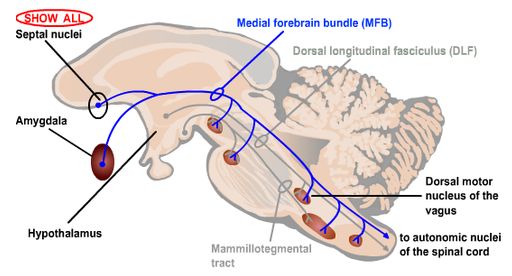 SHOW ALL
Septal nuclei
Medial forebrain bundle (MFB)
Dorsal longitudinal fasciculus (DLF)
Amygdala
Hypothalamus
Dorsal motor
nucleus of the
vagus
to autonomic nuclei
of the spinal cord
Mammillotegmental
tract